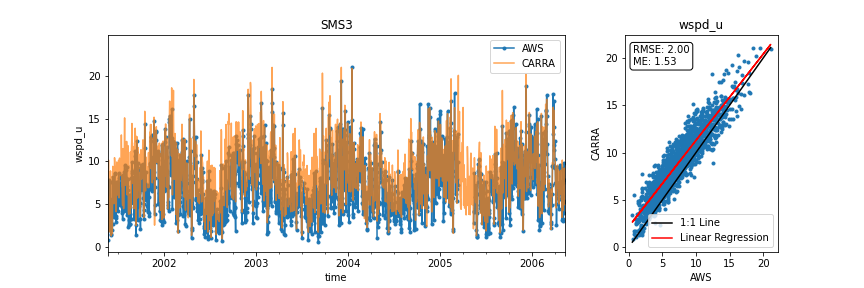 SMS3
wspd_u
20
15
10
5
0
2002
2003
2004
2005
2006
time
AWS
CARRA
wspd_u
CARRA
20
15
10
5
0
0
5
10
15
20
AWS
RMSE: 2.00
ME: 1.53
1:1 Line
Linear Regression